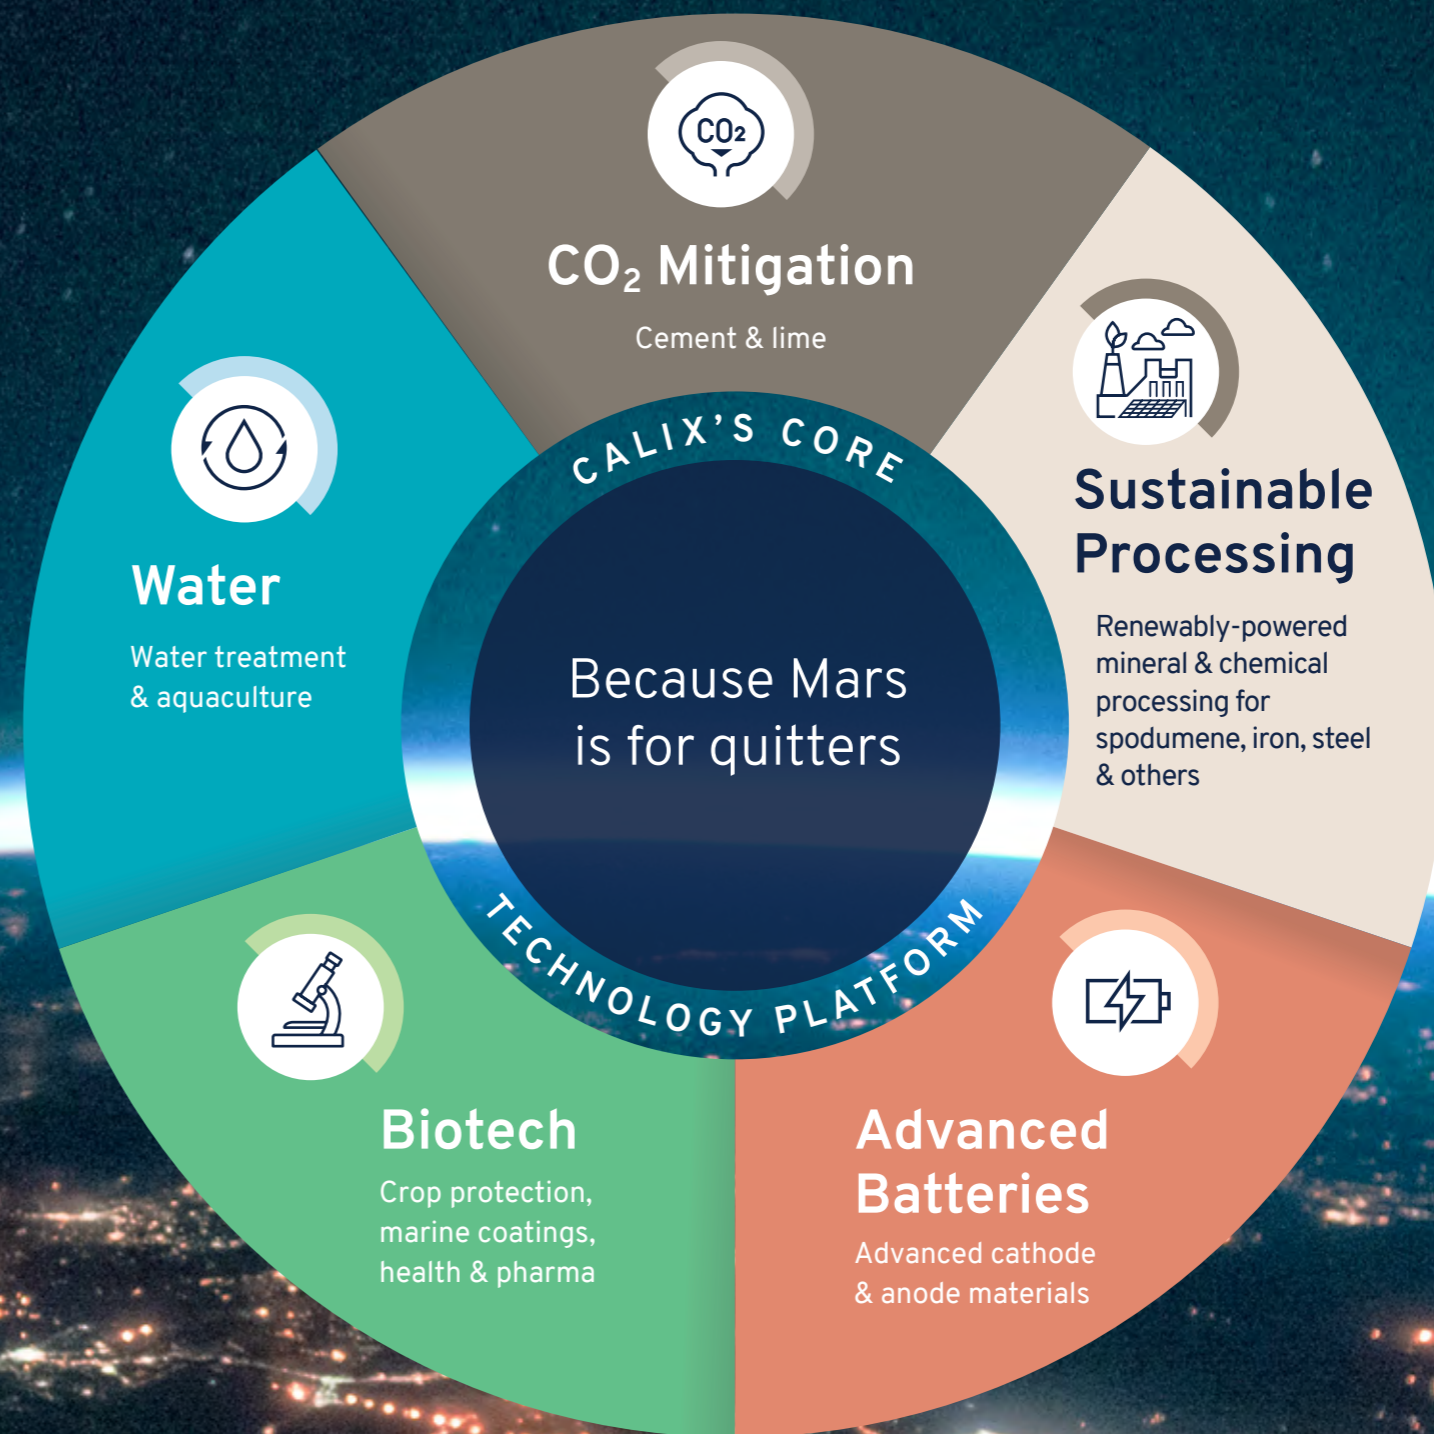 CO₂
CO₂ Mitigation
Cement & lime
Sustainable
Processing
Renewably-powered
mineral & chemical
processing for
spodumene, iron, steel
& others
Advanced
Batteries
Advanced cathode
& anode materials
Biotech
Crop protection,
marine coatings,
health & pharma
Water
Water treatment
& aquaculture
CALIX’S CORE
Because Mars
is for quitters
TECHNOLOGY PLATFORM